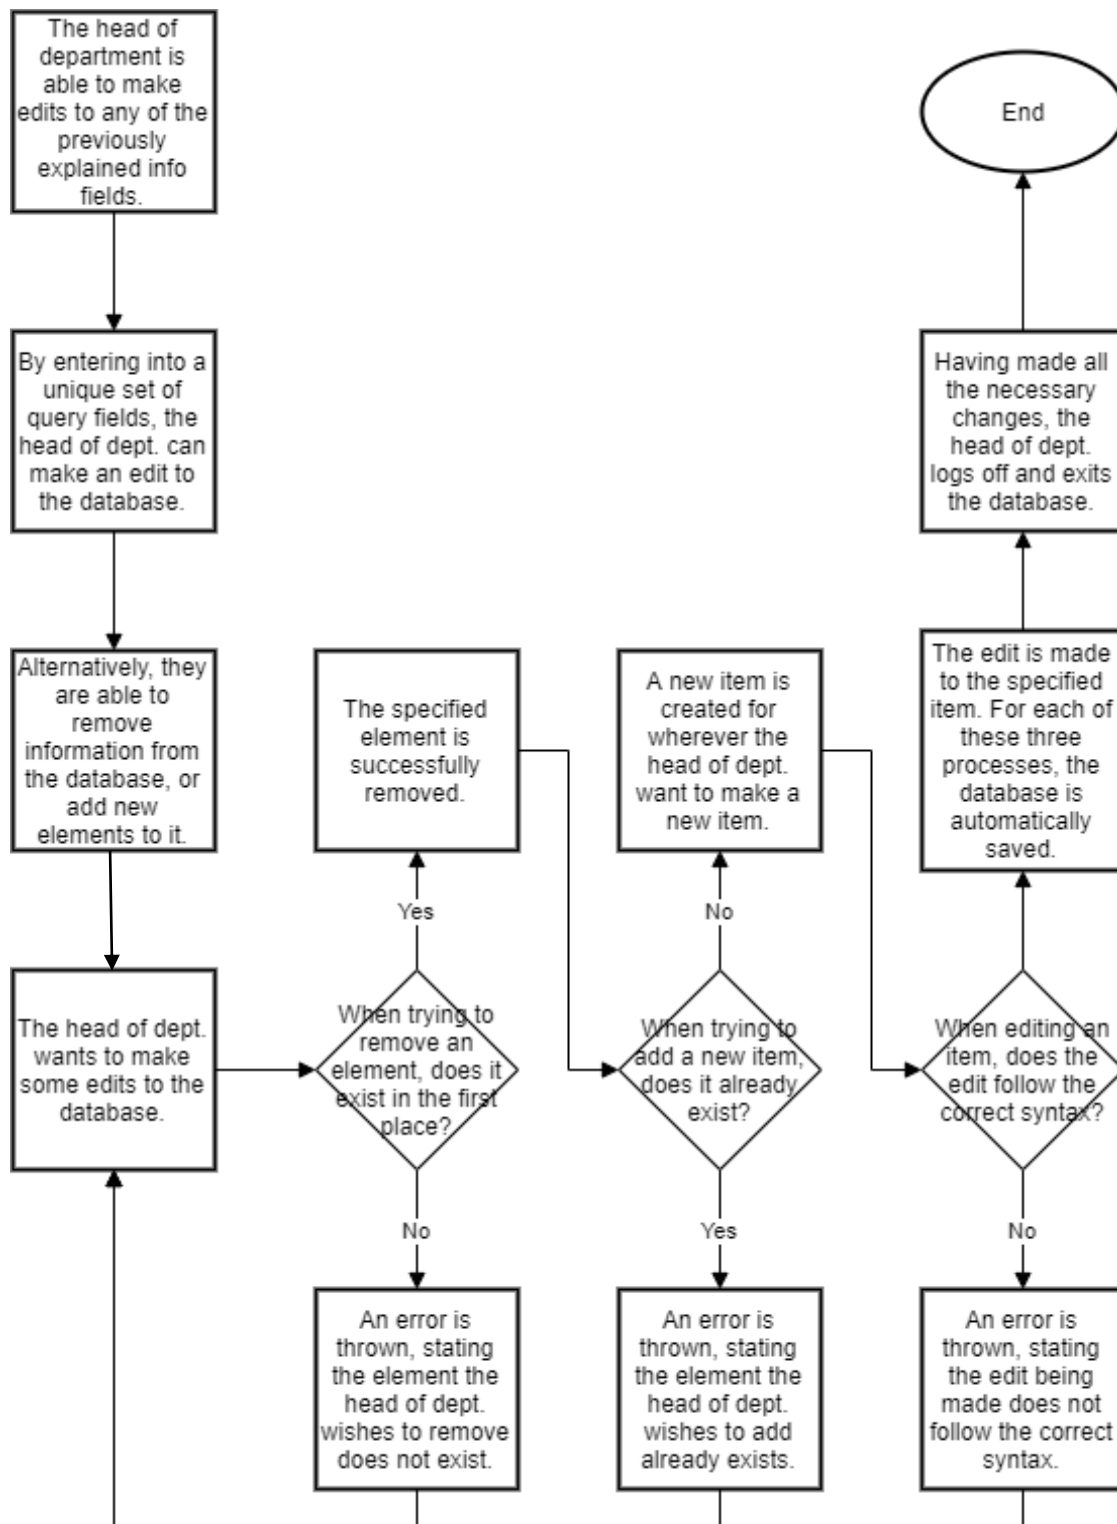 The head of
department is
able to make
edits to any of the
previously
explained info
fields.
By entering into a
unique set of
query fields, the
head of dept. can
make an edit to
the database.
Alternatively, they
are able to
remove
information from
the database, or
add new
elements to it.
The head of dept.
wants to make
some edits to the
database.
When trying to
remove an
element, does it
exist in the first
place?
Yes
The specified
element is
successfully
removed.
No
An error is
thrown, stating
the element the
head of dept.
wishes to remove
does not exist.
When trying to
add a new item,
does it already
exist?
No
A new item is
created for
wherever the
head of dept.
want to make a
new item.
Yes
An error is
thrown, stating
the element the
head of dept.
wishes to add
already exists.
When editing an
item, does the
edit follow the
correct syntax?
No
An error is
thrown, stating
the edit being
made does not
follow the correct
syntax.
The edit is made
to the specified
item. For each of
these three
processes, the
database is
automatically
saved.
Having made all
the necessary
changes, the
head of dept.
logs off and exits
the database.
End